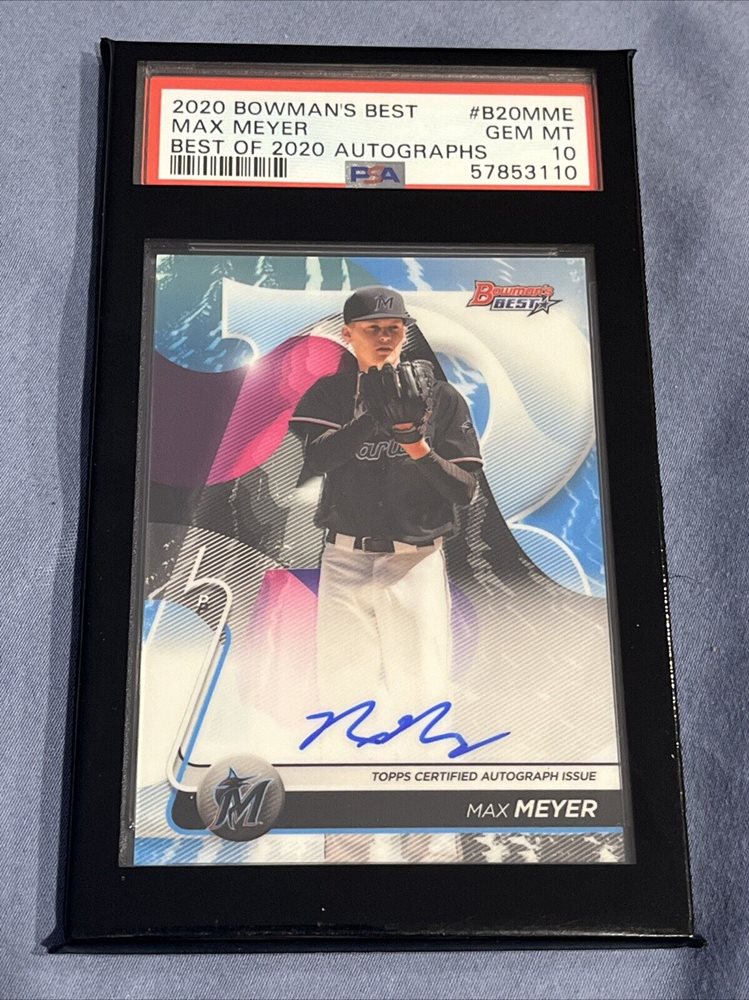 2020 BOWMAN'S BEST #B20MME
MAX MEYER GEM MT
BEST OF 2020 AUTOGRAPHS 10
PSA 57853110
Bowman's
BEST
M
TOPPS CERTIFIED AUTOGRAPH ISSUE
M
MAX MEYER